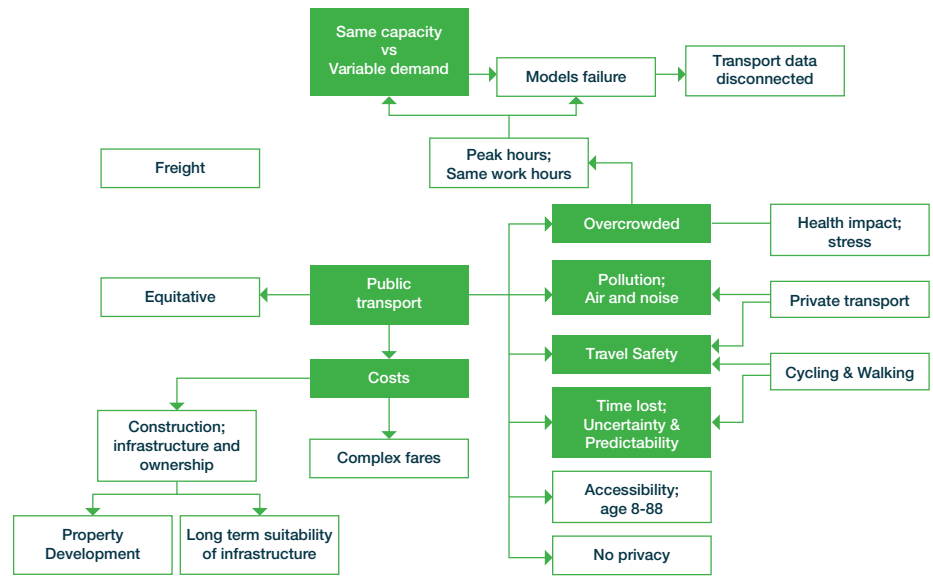 Same capacity
vs
Variable demand
Models failure
Transport data
disconnected
Peak hours;
Same work hours
Freight
Overcrowded
Health impact;
stress
Public
transport
Equitative
Pollution;
Air and noise
Private transport
Travel Safety
Cycling & Walking
Costs
Time lost;
Uncertainty &
Predictability
Construction;
infrastructure and
ownership
Complex fares
Accessibility;
age 8-88
Property
Development
Long term suitability
of infrastructure
No privacy